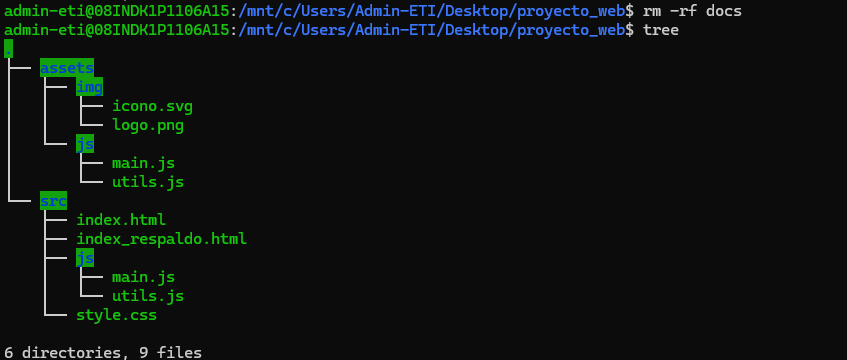 admin-eti@08INDK1P1106A15:/mnt/c/Users/Admin-ETI/Desktop/proyecto_web$ rm -rf docs
admin-eti@08INDK1P1106A15:/mnt/c/Users/Admin-ETI/Desktop/proyecto_web$ tree
.
├── assets
│   ├── img
│   │   ├── icono.svg
│   │   └── logo.png
│   └── js
│       ├── main.js
│       └── utils.js
└── src
    ├── index.html
    ├── index_respaldo.html
    ├── js
    │   ├── main.js
    │   └── utils.js
    └── style.css
6 directories, 9 files